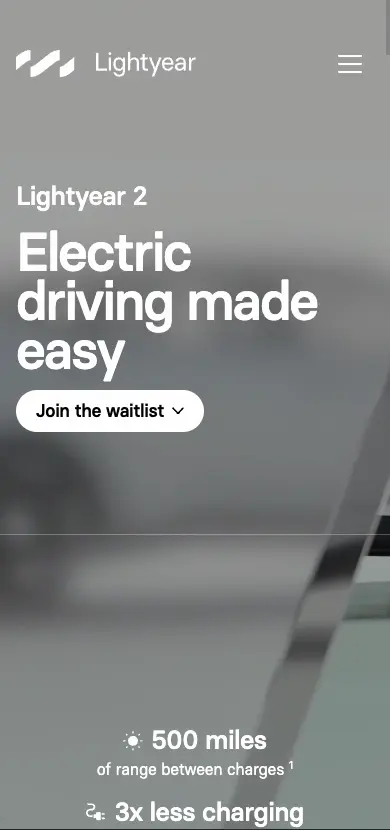 Lightyear
Lightyear 2
Electric
driving made
easy
Join the waitlist
500 miles
of range between charges ¹
3x less charging